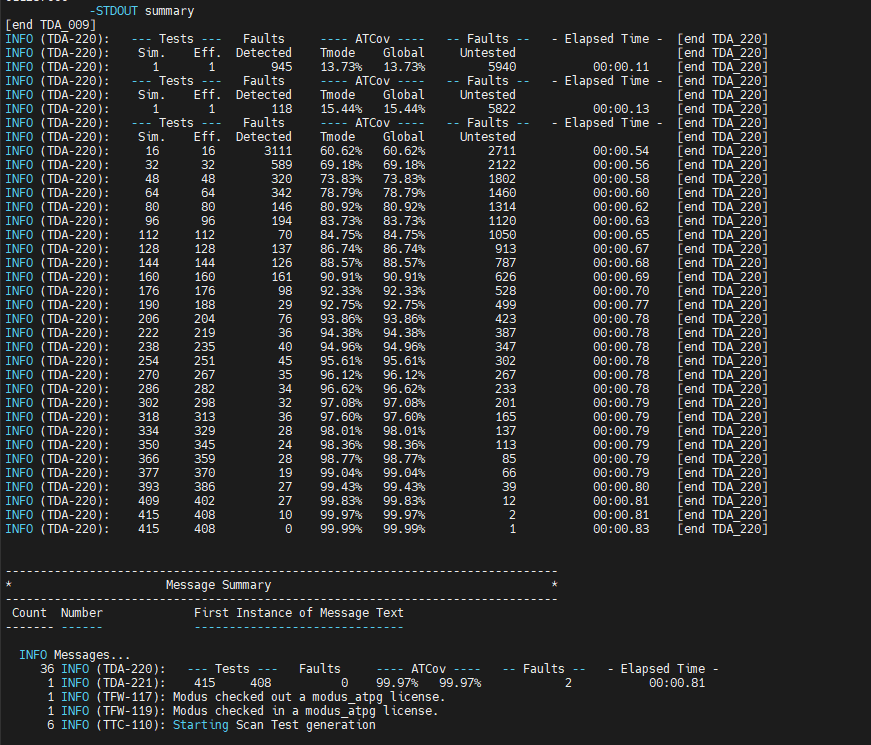 -STDOUT summary
[end TDA_009]
INFO (TDA-220):   --- Tests ---   Faults     ---- ATCov ----   -- Faults --   - Elapsed Time -  [end TDA_220]
INFO (TDA-220):    Sim.    Eff.  Detected    Tmode    Global     Untested                       [end TDA_220]
INFO (TDA-220):      1       1        945    13.73%   13.73%         5940           00:00.11    [end TDA_220]
INFO (TDA-220):   --- Tests ---   Faults     ---- ATCov ----   -- Faults --   - Elapsed Time -  [end TDA_220]
INFO (TDA-220):    Sim.    Eff.  Detected    Tmode    Global     Untested                       [end TDA_220]
INFO (TDA-220):      1       1        118    15.44%   15.44%         5822           00:00.13    [end TDA_220]
INFO (TDA-220):   --- Tests ---   Faults     ---- ATCov ----   -- Faults --   - Elapsed Time -  [end TDA_220]
INFO (TDA-220):    Sim.    Eff.  Detected    Tmode    Global     Untested                       [end TDA_220]
INFO (TDA-220):     16      16       3111    60.62%   60.62%         2711           00:00.54    [end TDA_220]
INFO (TDA-220):     32      32        589    69.18%   69.18%         2122           00:00.56    [end TDA_220]
INFO (TDA-220):     48      48        320    73.83%   73.83%         1802           00:00.58    [end TDA_220]
INFO (TDA-220):     64      64        342    78.79%   78.79%         1460           00:00.60    [end TDA_220]
INFO (TDA-220):     80      80        146    80.92%   80.92%         1314           00:00.62    [end TDA_220]
INFO (TDA-220):     96      96        194    83.73%   83.73%         1120           00:00.63    [end TDA_220]
INFO (TDA-220):    112     112         70    84.75%   84.75%         1050           00:00.65    [end TDA_220]
INFO (TDA-220):    128     128        137    86.74%   86.74%          913           00:00.67    [end TDA_220]
INFO (TDA-220):    144     144        126    88.57%   88.57%          787           00:00.68    [end TDA_220]
INFO (TDA-220):    160     160        161    90.91%   90.91%          626           00:00.69    [end TDA_220]
INFO (TDA-220):    176     176         98    92.33%   92.33%          528           00:00.70    [end TDA_220]
INFO (TDA-220):    190     188         29    92.75%   92.75%          499           00:00.77    [end TDA_220]
INFO (TDA-220):    206     204         76    93.86%   93.86%          423           00:00.78    [end TDA_220]
INFO (TDA-220):    222     219         36    94.38%   94.38%          387           00:00.78    [end TDA_220]
INFO (TDA-220):    238     235         40    94.96%   94.96%          347           00:00.78    [end TDA_220]
INFO (TDA-220):    254     251         45    95.61%   95.61%          302           00:00.78    [end TDA_220]
INFO (TDA-220):    270     267         35    96.12%   96.12%          267           00:00.78    [end TDA_220]
INFO (TDA-220):    286     282         34    96.62%   96.62%          233           00:00.78    [end TDA_220]
INFO (TDA-220):    302     298         32    97.08%   97.08%          201           00:00.79    [end TDA_220]
INFO (TDA-220):    318     313         36    97.60%   97.60%          165           00:00.79    [end TDA_220]
INFO (TDA-220):    334     329         28    98.01%   98.01%          137           00:00.79    [end TDA_220]
INFO (TDA-220):    350     345         24    98.36%   98.36%          113           00:00.79    [end TDA_220]
INFO (TDA-220):    366     359         28    98.77%   98.77%           85           00:00.79    [end TDA_220]
INFO (TDA-220):    377     370         19    99.04%   99.04%           66           00:00.79    [end TDA_220]
INFO (TDA-220):    393     386         27    99.43%   99.43%           39           00:00.80    [end TDA_220]
INFO (TDA-220):    409     402         27    99.83%   99.83%           12           00:00.81    [end TDA_220]
INFO (TDA-220):    415     408         10    99.97%   99.97%            2           00:00.81    [end TDA_220]
INFO (TDA-220):    415     408          0    99.99%   99.99%            1           00:00.83    [end TDA_220]
-------------------------------------------------------------------------------
*                      Message Summary                                        *
-------------------------------------------------------------------------------
 Count  Number             First Instance of Message Text
------- ------             ------------------------------
  INFO Messages...
     36 INFO (TDA-220):   --- Tests ---   Faults     ---- ATCov ----   -- Faults --   - Elapsed Time -
      1 INFO (TDA-221):    415     408          0    99.97%   99.97%            2           00:00.81
      1 INFO (TFW-117): Modus checked out a modus_atpg license.
      1 INFO (TFW-119): Modus checked in a modus_atpg license.
      6 INFO (TTC-110): Starting Scan Test generation